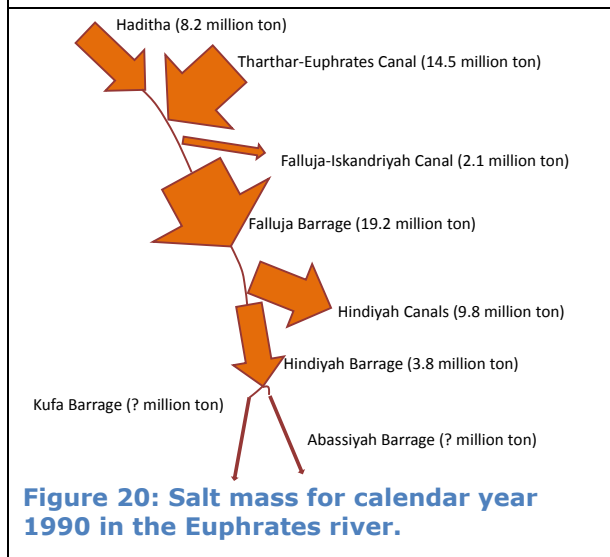 Haditha (8.2 million ton)
Tharthar-Euphrates Canal (14.5 million ton)
Falluja-Iskandriyah Canal (2.1 million ton)
Falluja Barrage (19.2 million ton)
Hindiyah Canals (9.8 million ton)
Hindiyah Barrage (3.8 million ton)
Kufa Barrage (? million ton)
Abassiyah Barrage (? million ton)
Figure 20: Salt mass for calendar year
1990 in the Euphrates river.